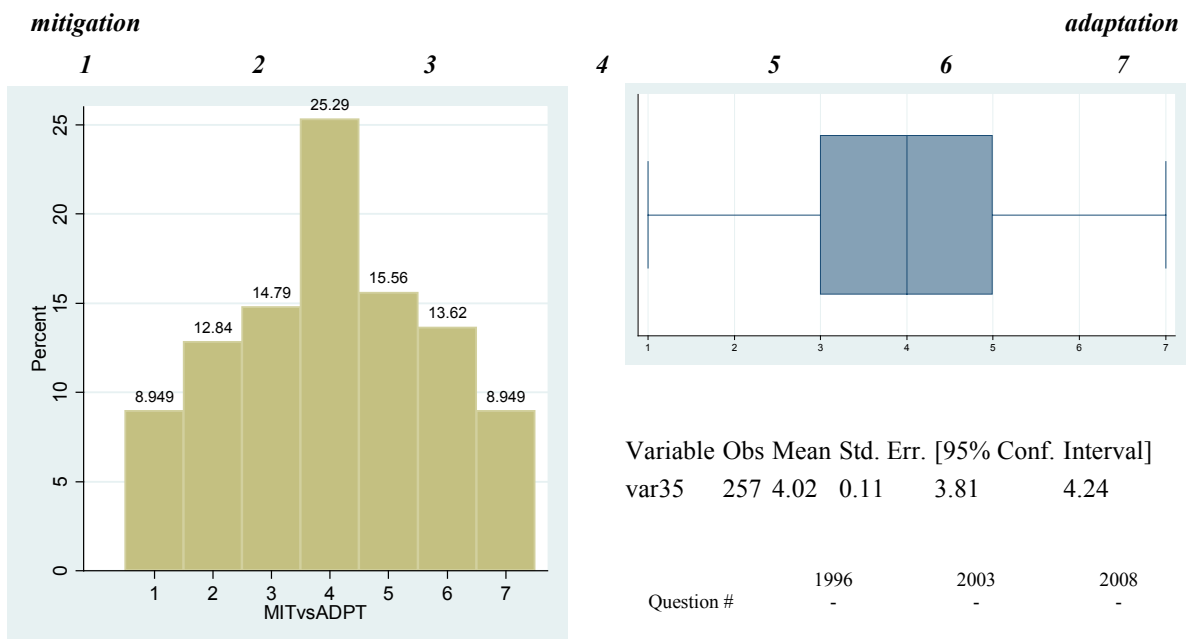 mitigation adaptation
1 2 3 4 5 6 7
25.29
15.56
14.79
13.62
12.84
8.949 8.949
25
20
15
10
5
0
Percent
1 2 3 4 5 6 7
MITvsADPT
1 2 3 4 5 6 7
Variable Obs Mean Std. Err. [95% Conf. Interval]
var35 257 4.02 0.11 3.81 4.24
1996 2003 2008
Question # - - -